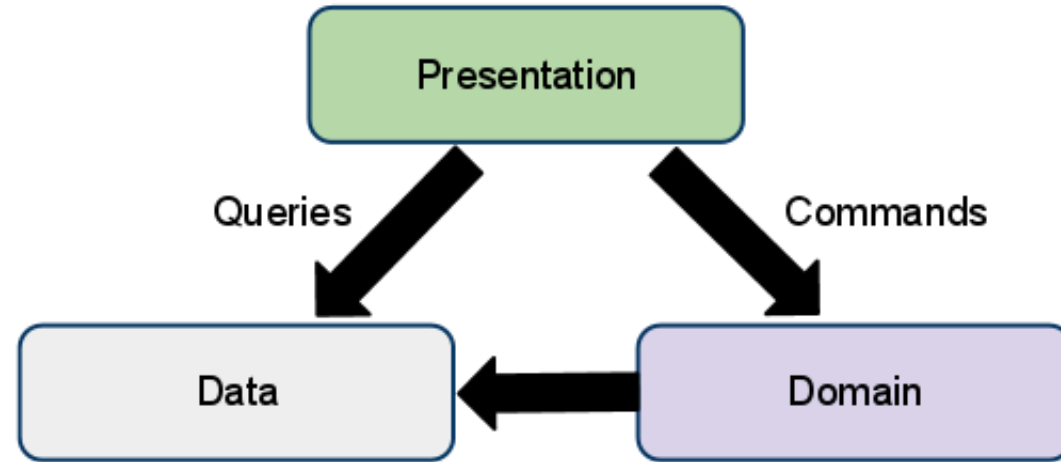 Presentation
Queries
Commands
Data
Domain